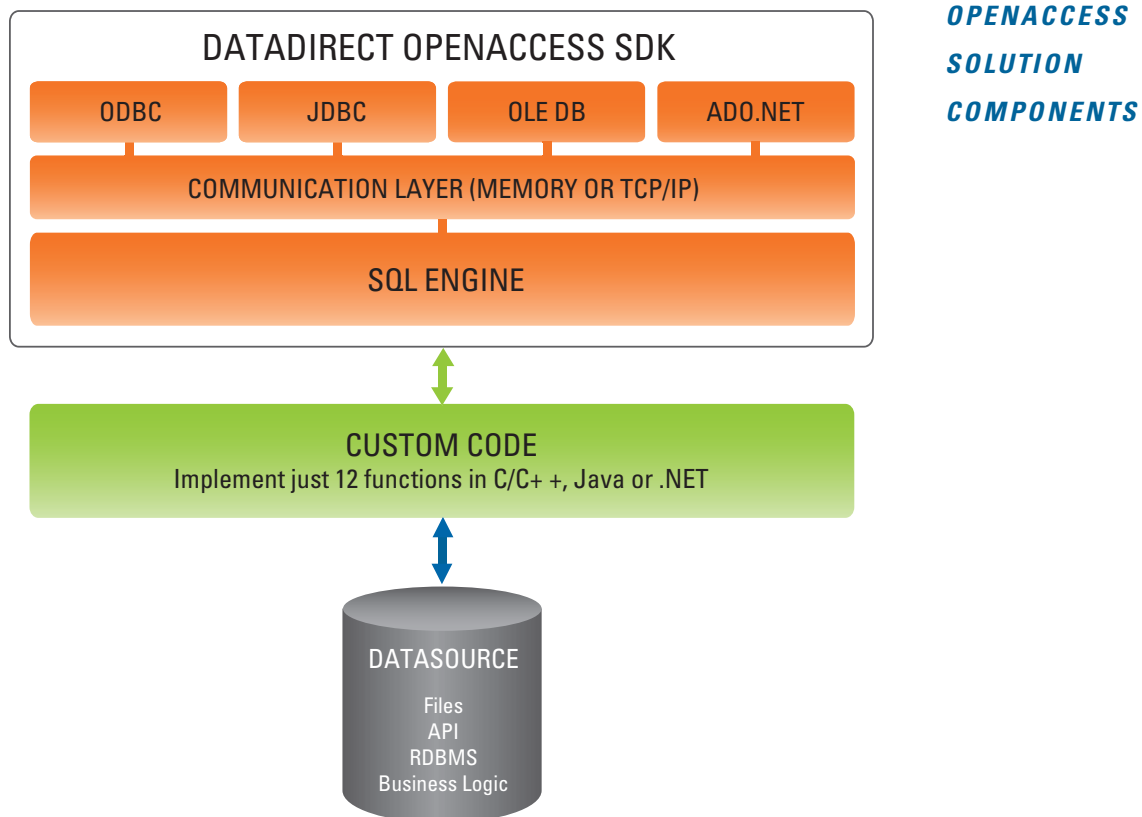 OPENACCESS
SOLUTION
COMPONENTS
DATADIRECT OPENACCESS SDK
ODBC
JDBC
OLE DB
ADO.NET
COMMUNICATION LAYER (MEMORY OR TCP/IP)
SQL ENGINE
CUSTOM CODE
Implement just 12 functions in C/C+ +, Java or .NET
DATASOURCE
Files
API
RDBMS
Business Logic